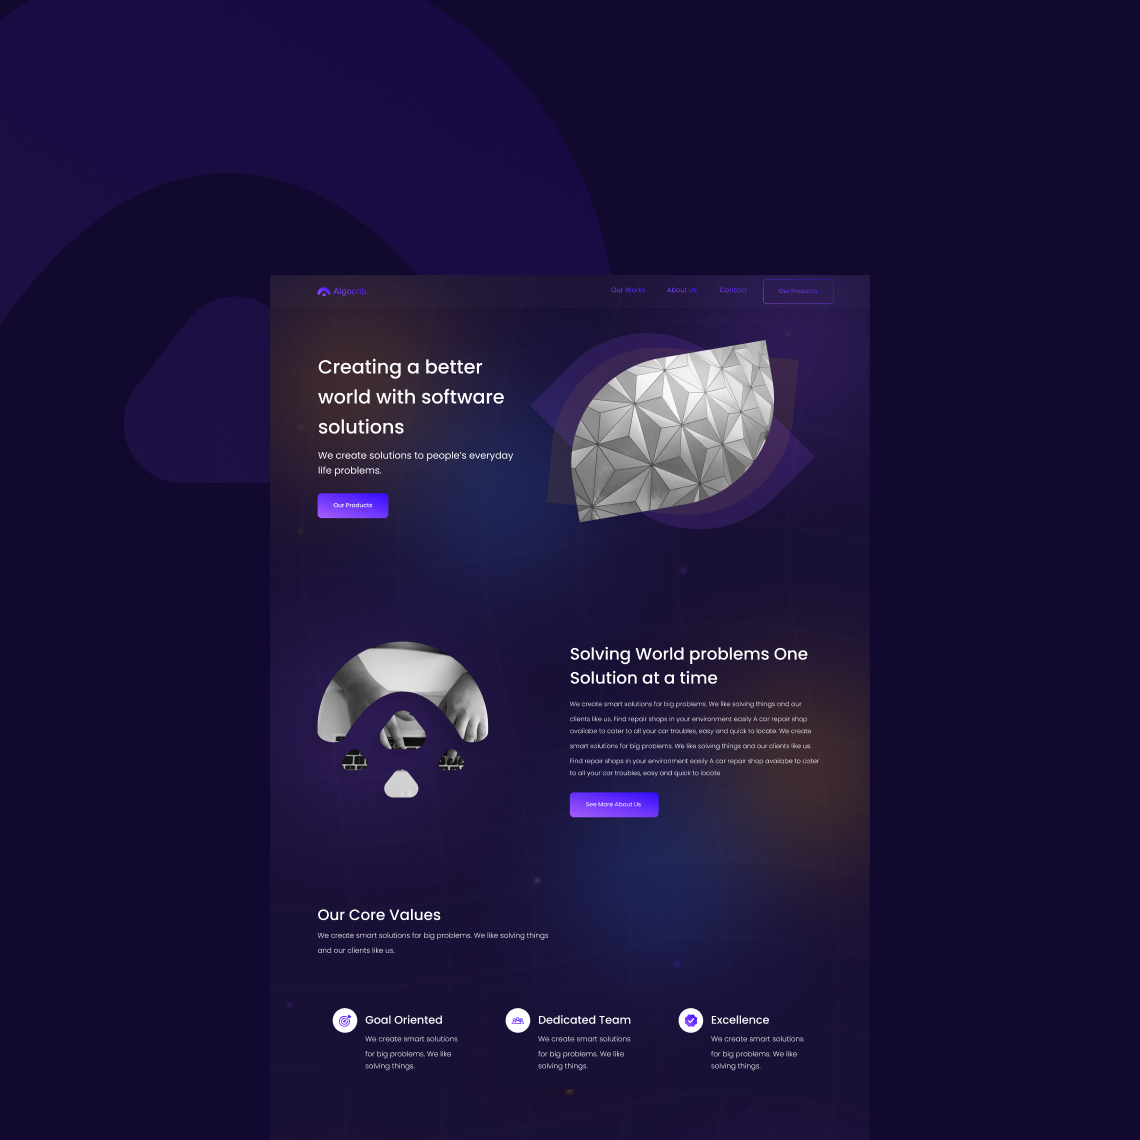 Algocrib
Our Works About Us Contact Our Products
Creating a better
world with software
solutions
We create solutions to people's everyday
life problems.
Our Products
Solving World problems One
Solution at a time
We create smart solutions for big problems. We like solving things and our
clients like us. Find repair shops in your environment easily A car repair shop
availabe to cater to all your car troubles, easy and quick to locate. We create
smart solutions for big problems. We like solving things and our clients like us.
Find repair shops in your environment easily A car repair shop availabe to cater
to all your car troubles, easy and quick to locate
See More About Us
Our Core Values
We create smart solutions for big problems. We like solving things
and our clients like us.
Goal Oriented
We create smart solutions
for big problems. We like
solving things.
Dedicated Team
We create smart solutions
for big problems. We like
solving things.
Excellence
We create smart solutions
for big problems. We like
solving things.